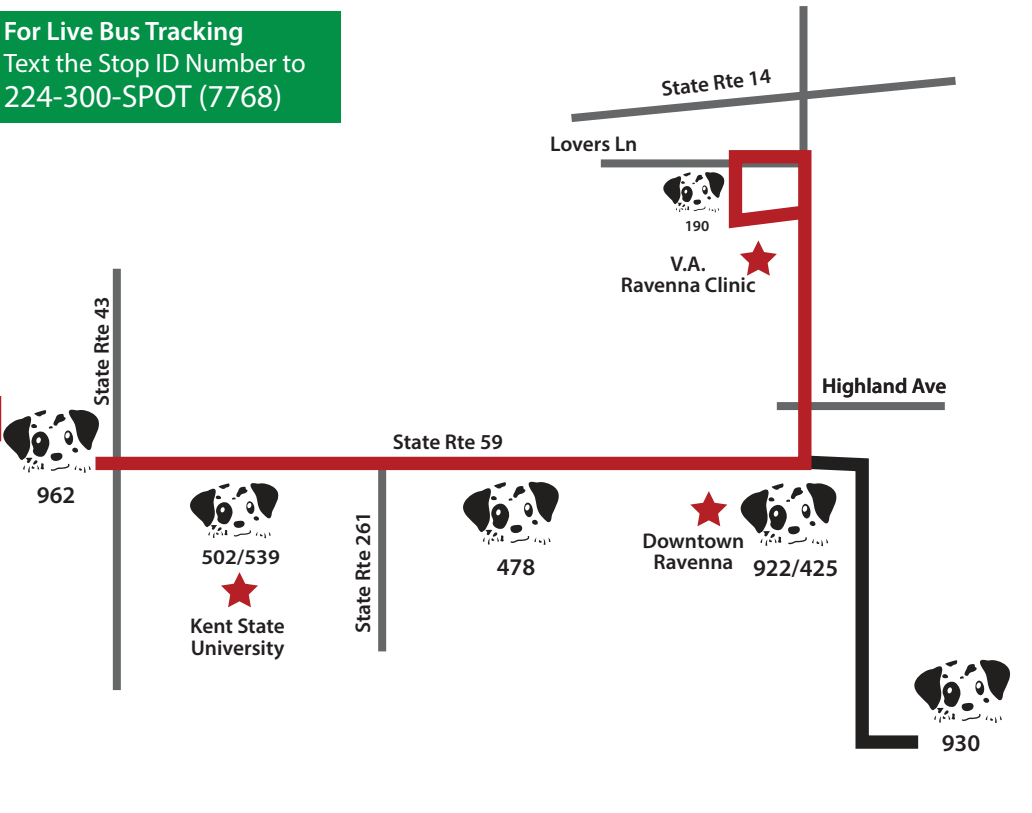 For Live Bus Tracking
Text the Stop ID Number to
224-300-SPOT (7768)
State Rte 14
Lovers Ln
190
V.A.
Ravenna Clinic
State Rte 43
Highland Ave
State Rte 59
962
502/539
Kent State
University
State Rte 261
478
Downtown
Ravenna
922/425
930